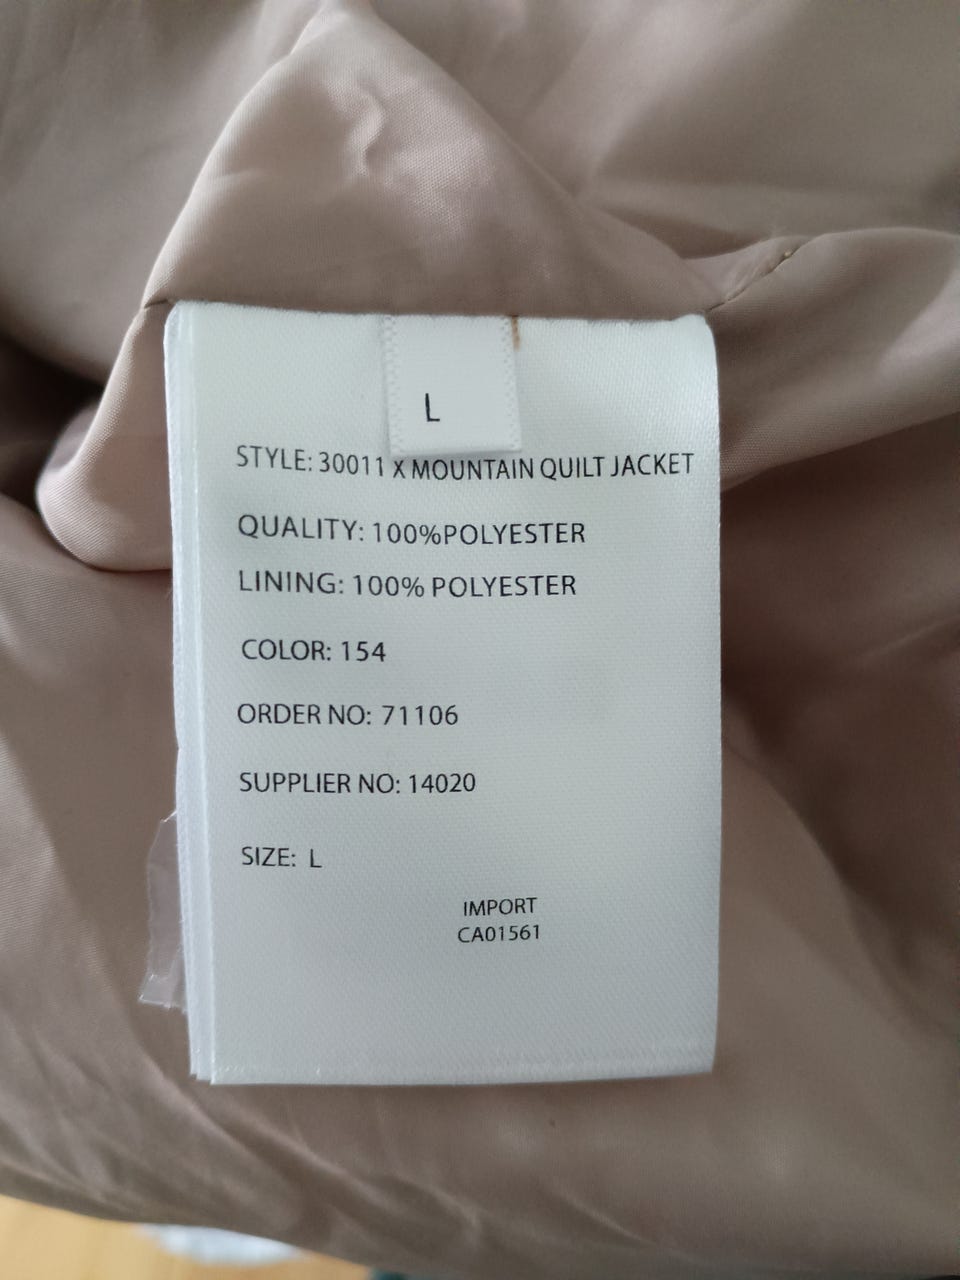 L
STYLE: 30011 X MOUNTAIN QUILT JACKET
QUALITY: 100%POLYESTER
LINING: 100% POLYESTER
COLOR: 154
ORDER NO: 71106
SUPPLIER NO: 14020
SIZE: L
IMPORT
CA01561